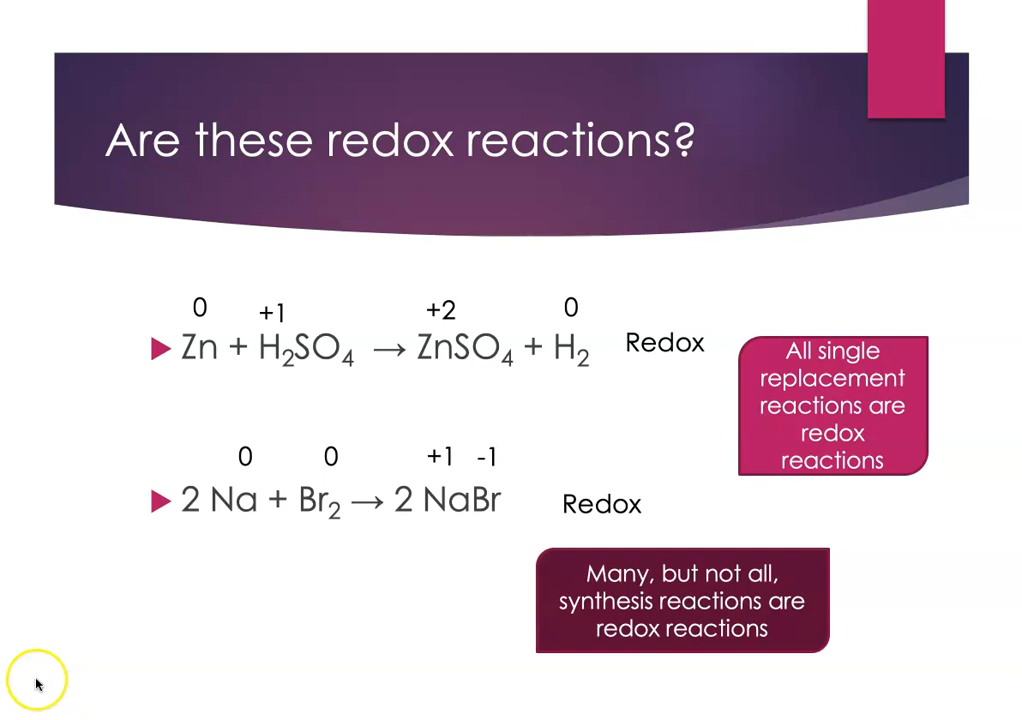 Are these redox reactions?
0 +1 +2 0
Zn + H₂SO₄ → ZnSO₄ + H₂ Redox
All single
replacement
reactions are
redox
reactions
0 0 +1 -1
2 Na + Br₂ → 2 NaBr Redox
Many, but not all,
synthesis reactions are
redox reactions